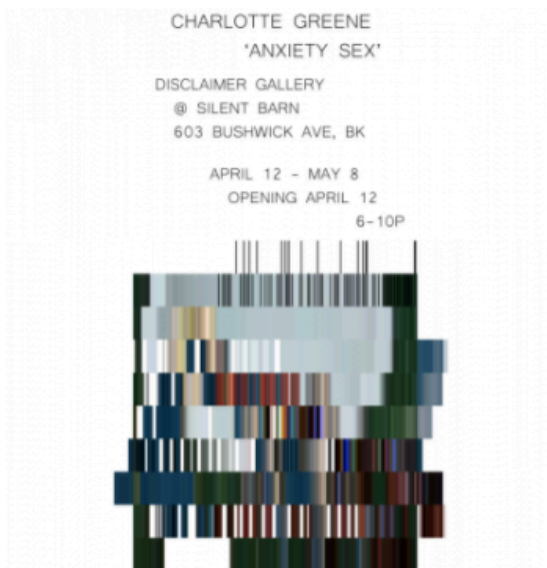 CHARLOTTE GREENE
'ANXIETY SEX'
DISCLAIMER GALLERY
@ SILENT BARN
603 BUSHWICK AVE, BK
APRIL 12 - MAY 8
OPENING APRIL 12
6-10P